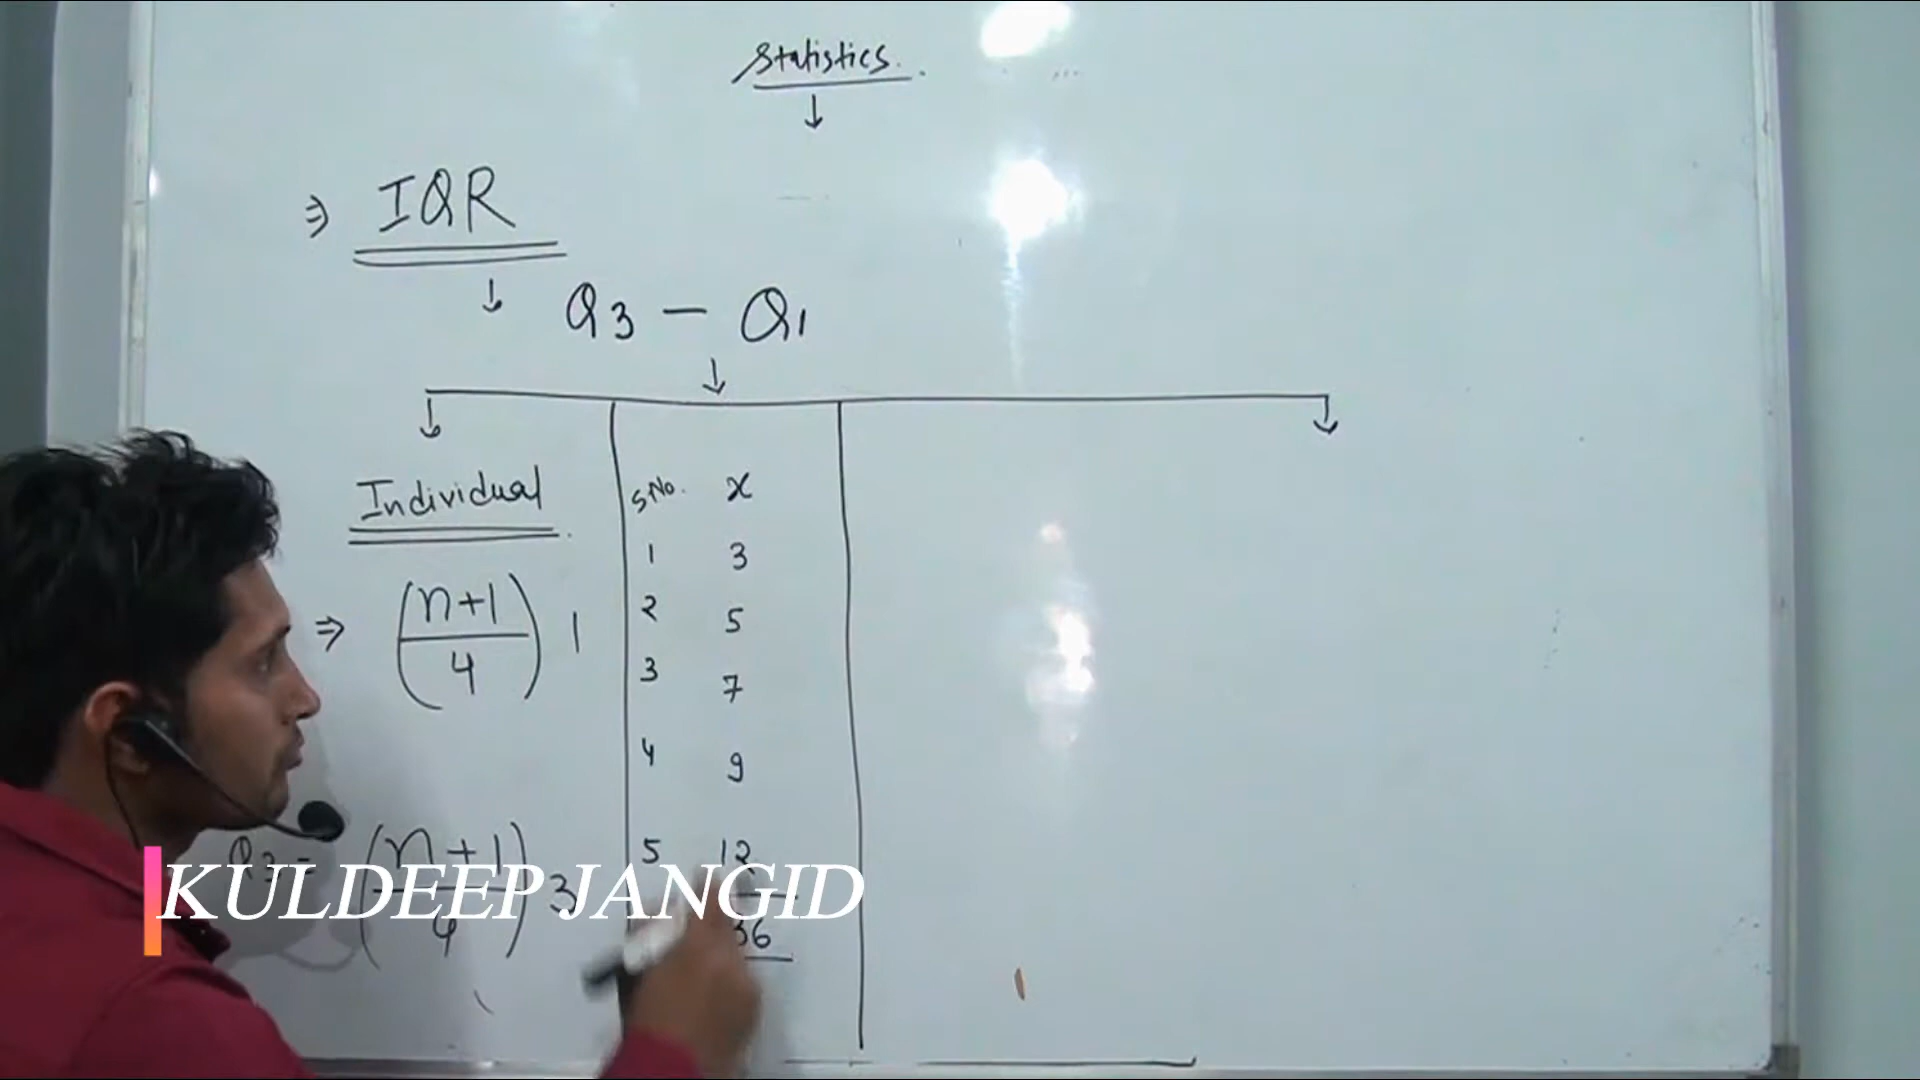 Statistics.
↓
⇒ IQR
↓ Q3 − Q1
↓
Individual
⇒ (n+1/4) 1
Q3 = (n+1/4) 3
S No. x
1 3
2 5
3 7
4 9
5 12
36
KULDEEP JANGID